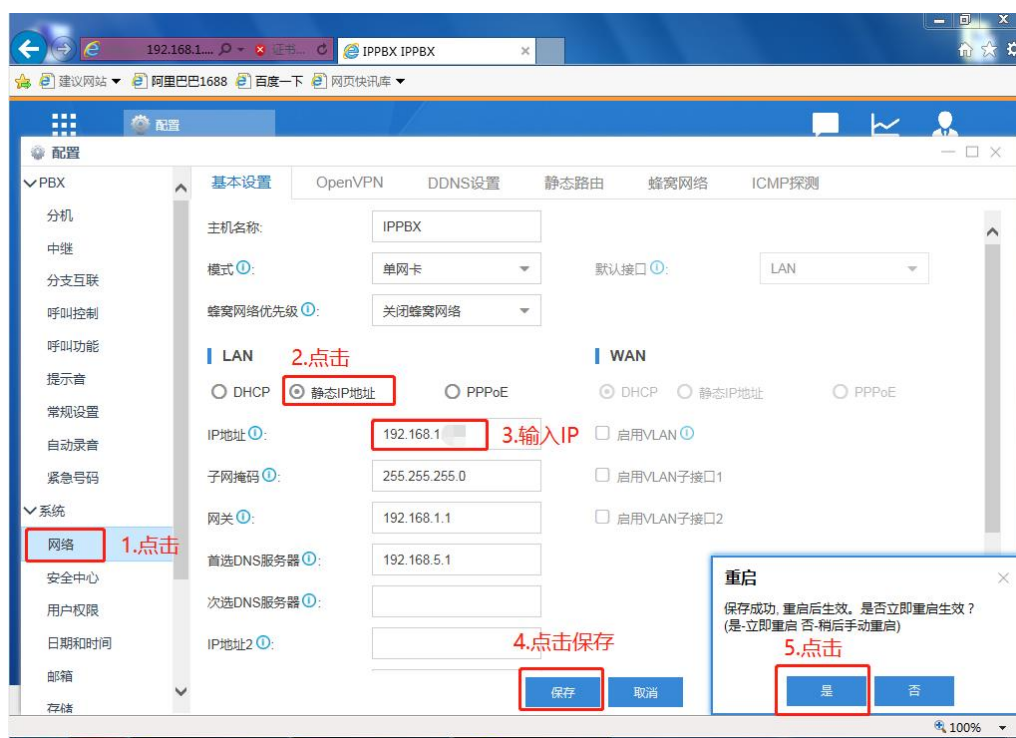 192.168.1.... 证书... IPPBX IPPBX
建议网站 阿里巴巴1688 百度一下 网页快讯库
配置
配置
PBX
分机
中继
分支互联
呼叫控制
呼叫功能
提示音
常规设置
自动录音
紧急号码
系统
网络 1.点击
安全中心
用户权限
日期和时间
邮箱
存储
基本设置 OpenVPN DDNS设置 静态路由 蜂窝网络 ICMP探测
主机名称: IPPBX
模式: 单网卡 默认接口: LAN
蜂窝网络优先级: 关闭蜂窝网络
LAN 2.点击 WAN
DHCP 静态IP地址 PPPoE DHCP 静态IP地址 PPPoE
IP地址: 192.168.1 3.输入IP 启用VLAN
子网掩码: 255.255.255.0 启用VLAN子接口1
网关: 192.168.1.1 启用VLAN子接口2
首选DNS服务器: 192.168.5.1
次选DNS服务器:
IP地址2:
4.点击保存
保存 取消
重启
保存成功, 重启后生效。是否立即重启生效？
(是-立即重启 否-稍后手动重启)
5.点击
是 否
100%